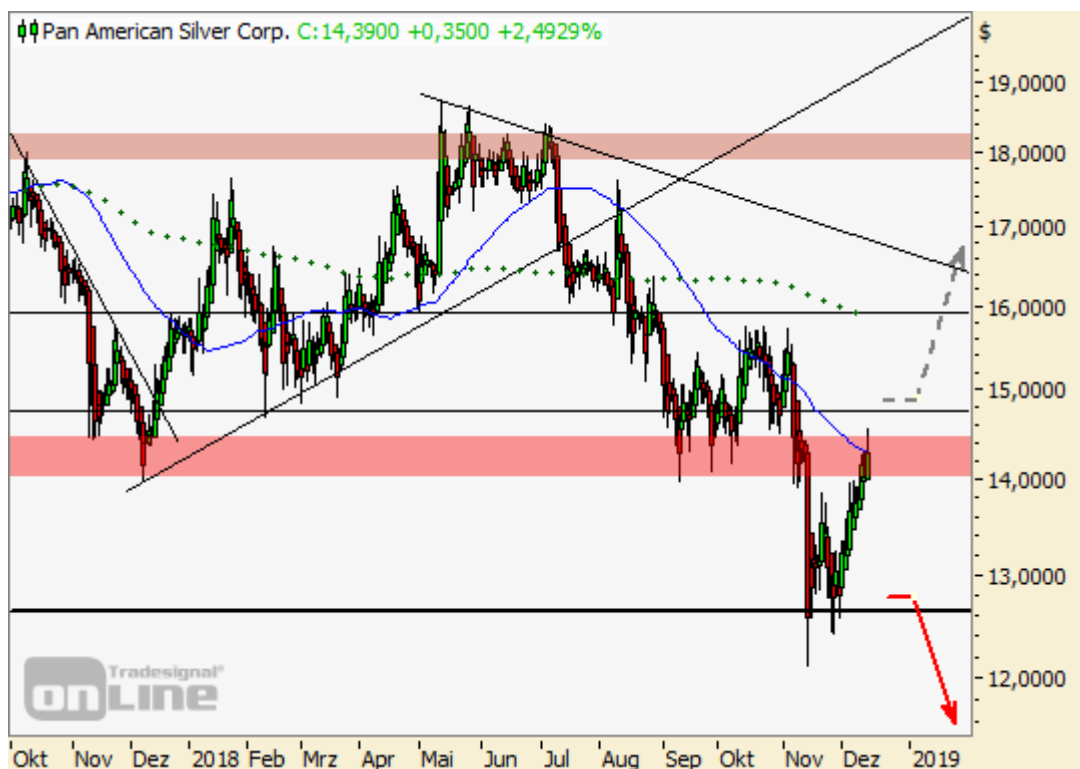 Pan American Silver Corp. C:14,3900 +0,3500 +2,4929%
$
19,0000
18,0000
17,0000
16,0000
15,0000
14,0000
13,0000
12,0000
Tradesignal®
onLine
Okt Nov Dez 2018 Feb Mrz Apr Mai Jun Jul Aug Sep Okt Nov Dez 2019